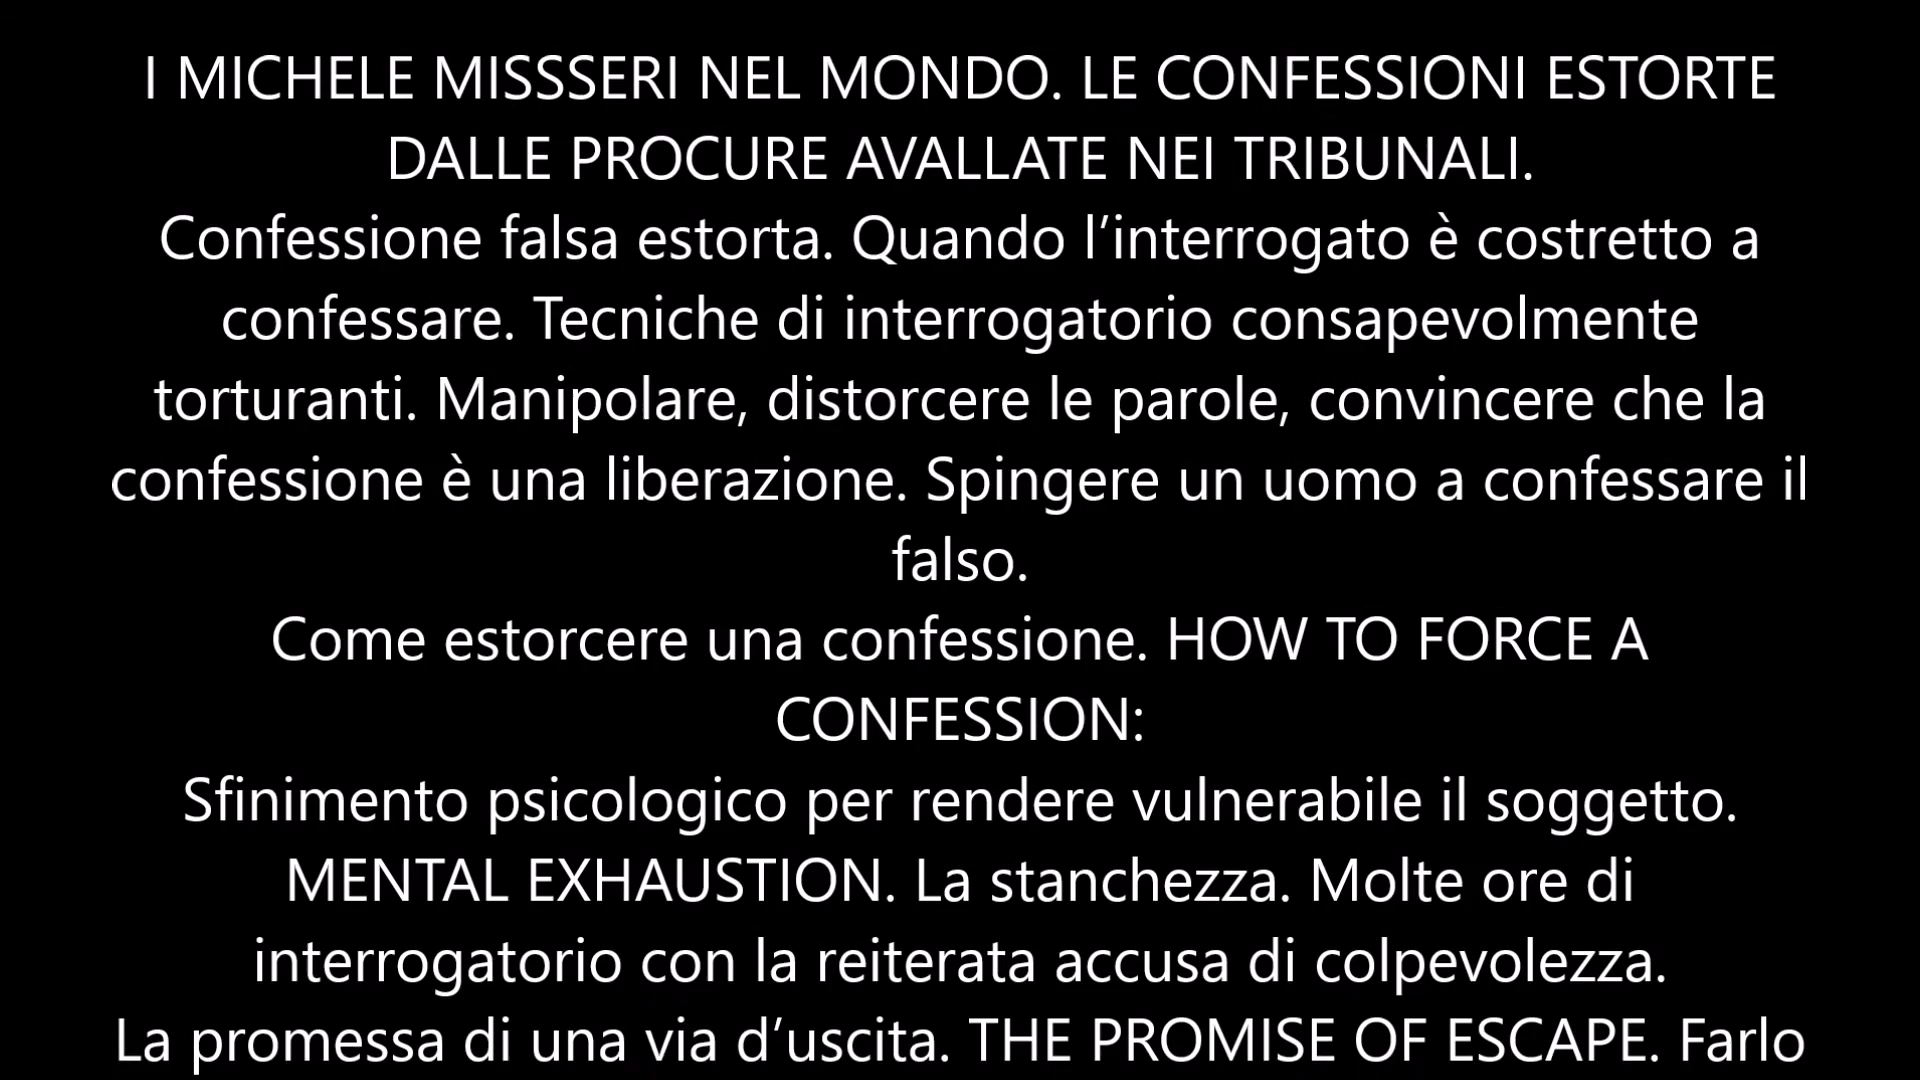 I MICHELE MISSSERI NEL MONDO. LE CONFESSIONI ESTORTE
DALLE PROCURE AVALLATE NEI TRIBUNALI.
Confessione falsa estorta. Quando l’interrogato è costretto a
confessare. Tecniche di interrogatorio consapevolmente
torturanti. Manipolare, distorcere le parole, convincere che la
confessione è una liberazione. Spingere un uomo a confessare il
falso.
Come estorcere una confessione. HOW TO FORCE A
CONFESSION:
Sfinimento psicologico per rendere vulnerabile il soggetto.
MENTAL EXHAUSTION. La stanchezza. Molte ore di
interrogatorio con la reiterata accusa di colpevolezza.
La promessa di una via d’uscita. THE PROMISE OF ESCAPE. Farlo